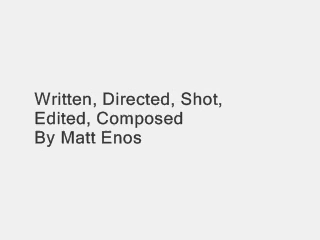 Written, Directed, Shot,
Edited, Composed
By Matt Enos